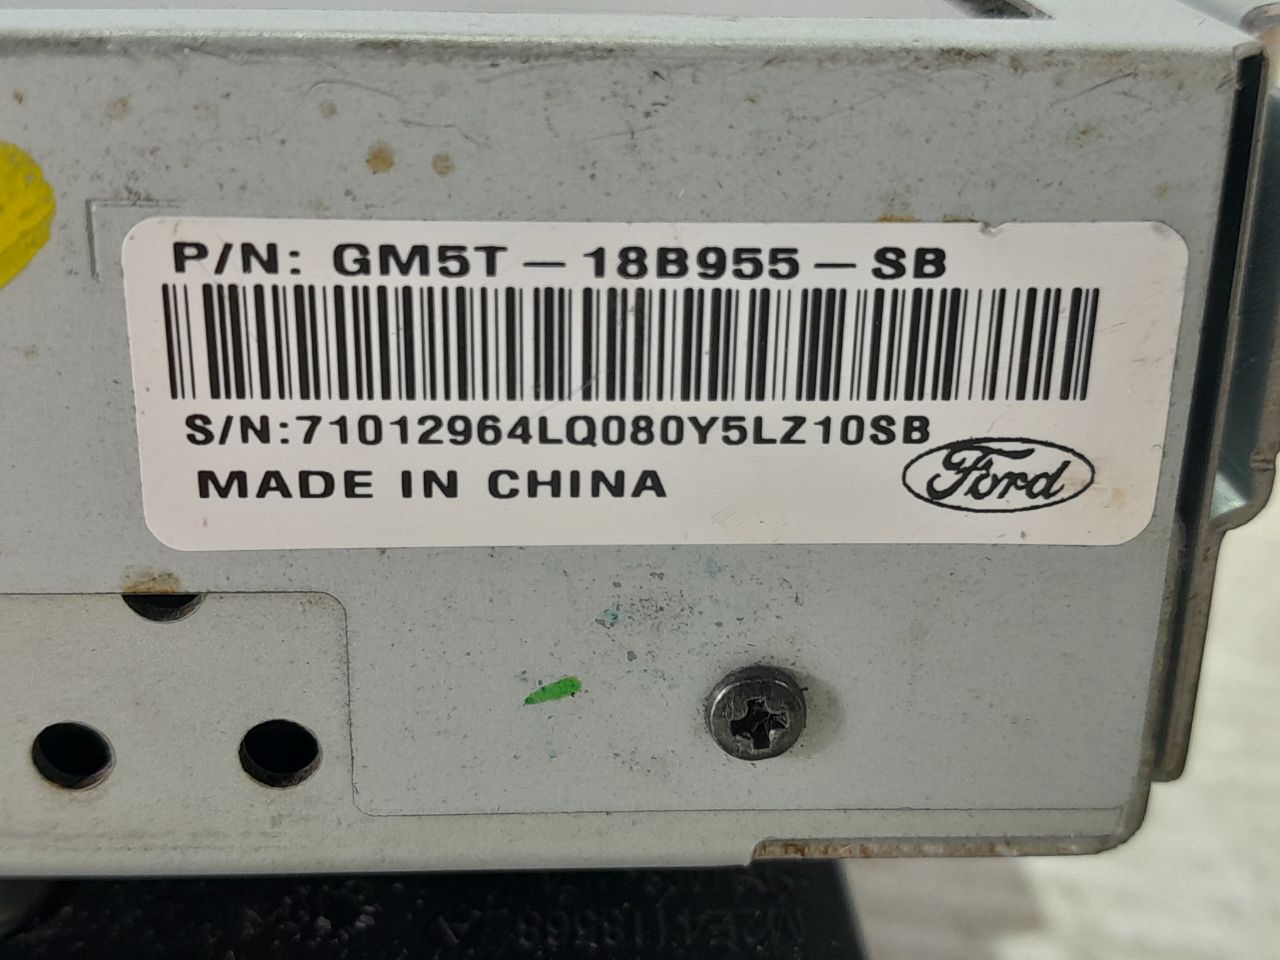 P/N: GM5T-18B955-SB
S/N:71012964LQ080Y5LZ10SB
MADE IN CHINA
Ford